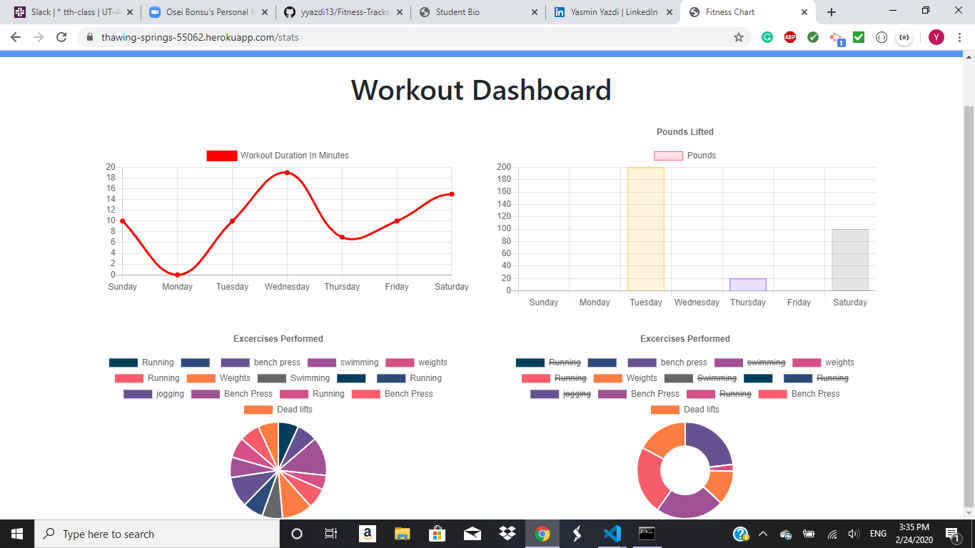 Slack | * tth-class | UT-A
Osei Bonsu's Personal M
yyazdi13/Fitness-Tracke
Student Bio
Yasmin Yazdi | LinkedIn
Fitness Chart
thawing-springs-55062.herokuapp.com/stats
ABP
1
Y
Workout Dashboard
Workout Duration In Minutes
20
18
16
14
12
10
8
6
4
2
0
Sunday Monday Tuesday Wednesday Thursday Friday Saturday
Pounds Lifted
Pounds
200
180
160
140
120
100
80
60
40
20
0
Sunday Monday Tuesday Wednesday Thursday Friday Saturday
Excercises Performed
Running bench press swimming weights
Running Weights Swimming Running
jogging Bench Press Running Bench Press
Dead lifts
Excercises Performed
Running bench press swimming weights
Running Weights Swimming Running
jogging Bench Press Running Bench Press
Dead lifts
Type here to search
ENG
3:35 PM
2/24/2020
1